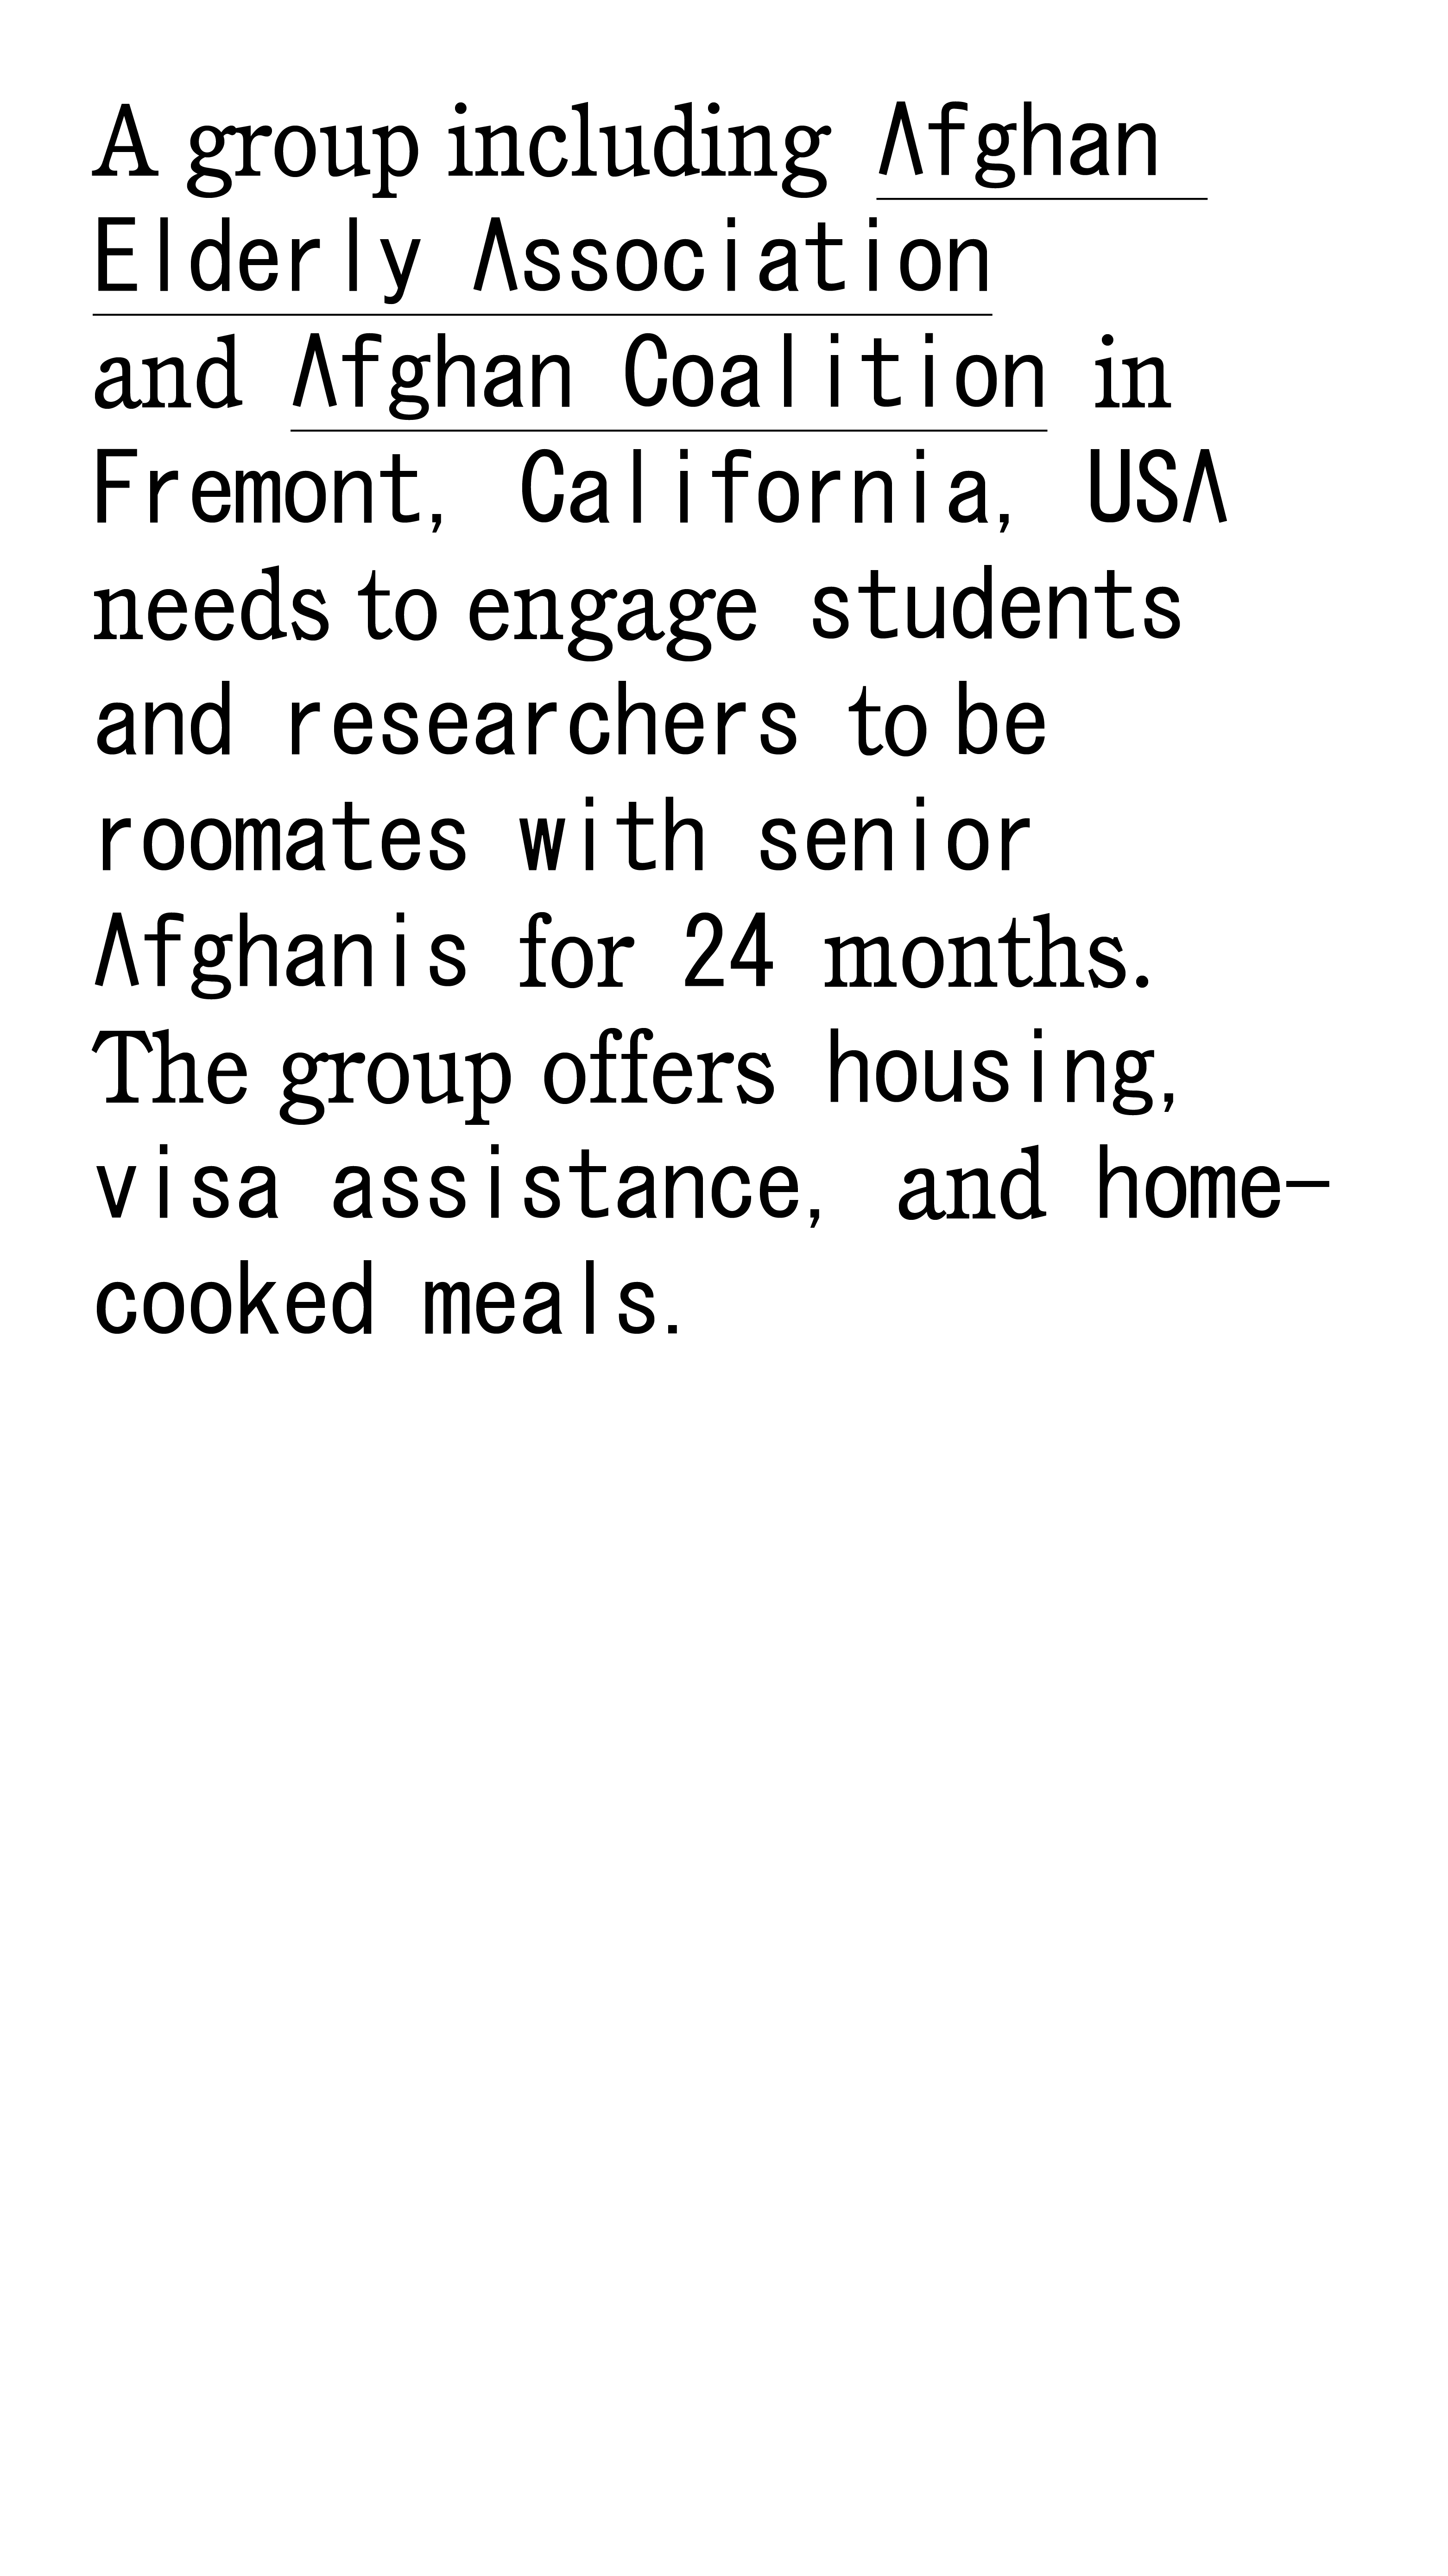 A group including Afghan
Elderly Association
and Afghan Coalition in
Fremont, California, USA
needs to engage students
and researchers to be
roomates with senior
Afghanis for 24 months.
The group offers housing,
visa assistance, and home-
cooked meals.